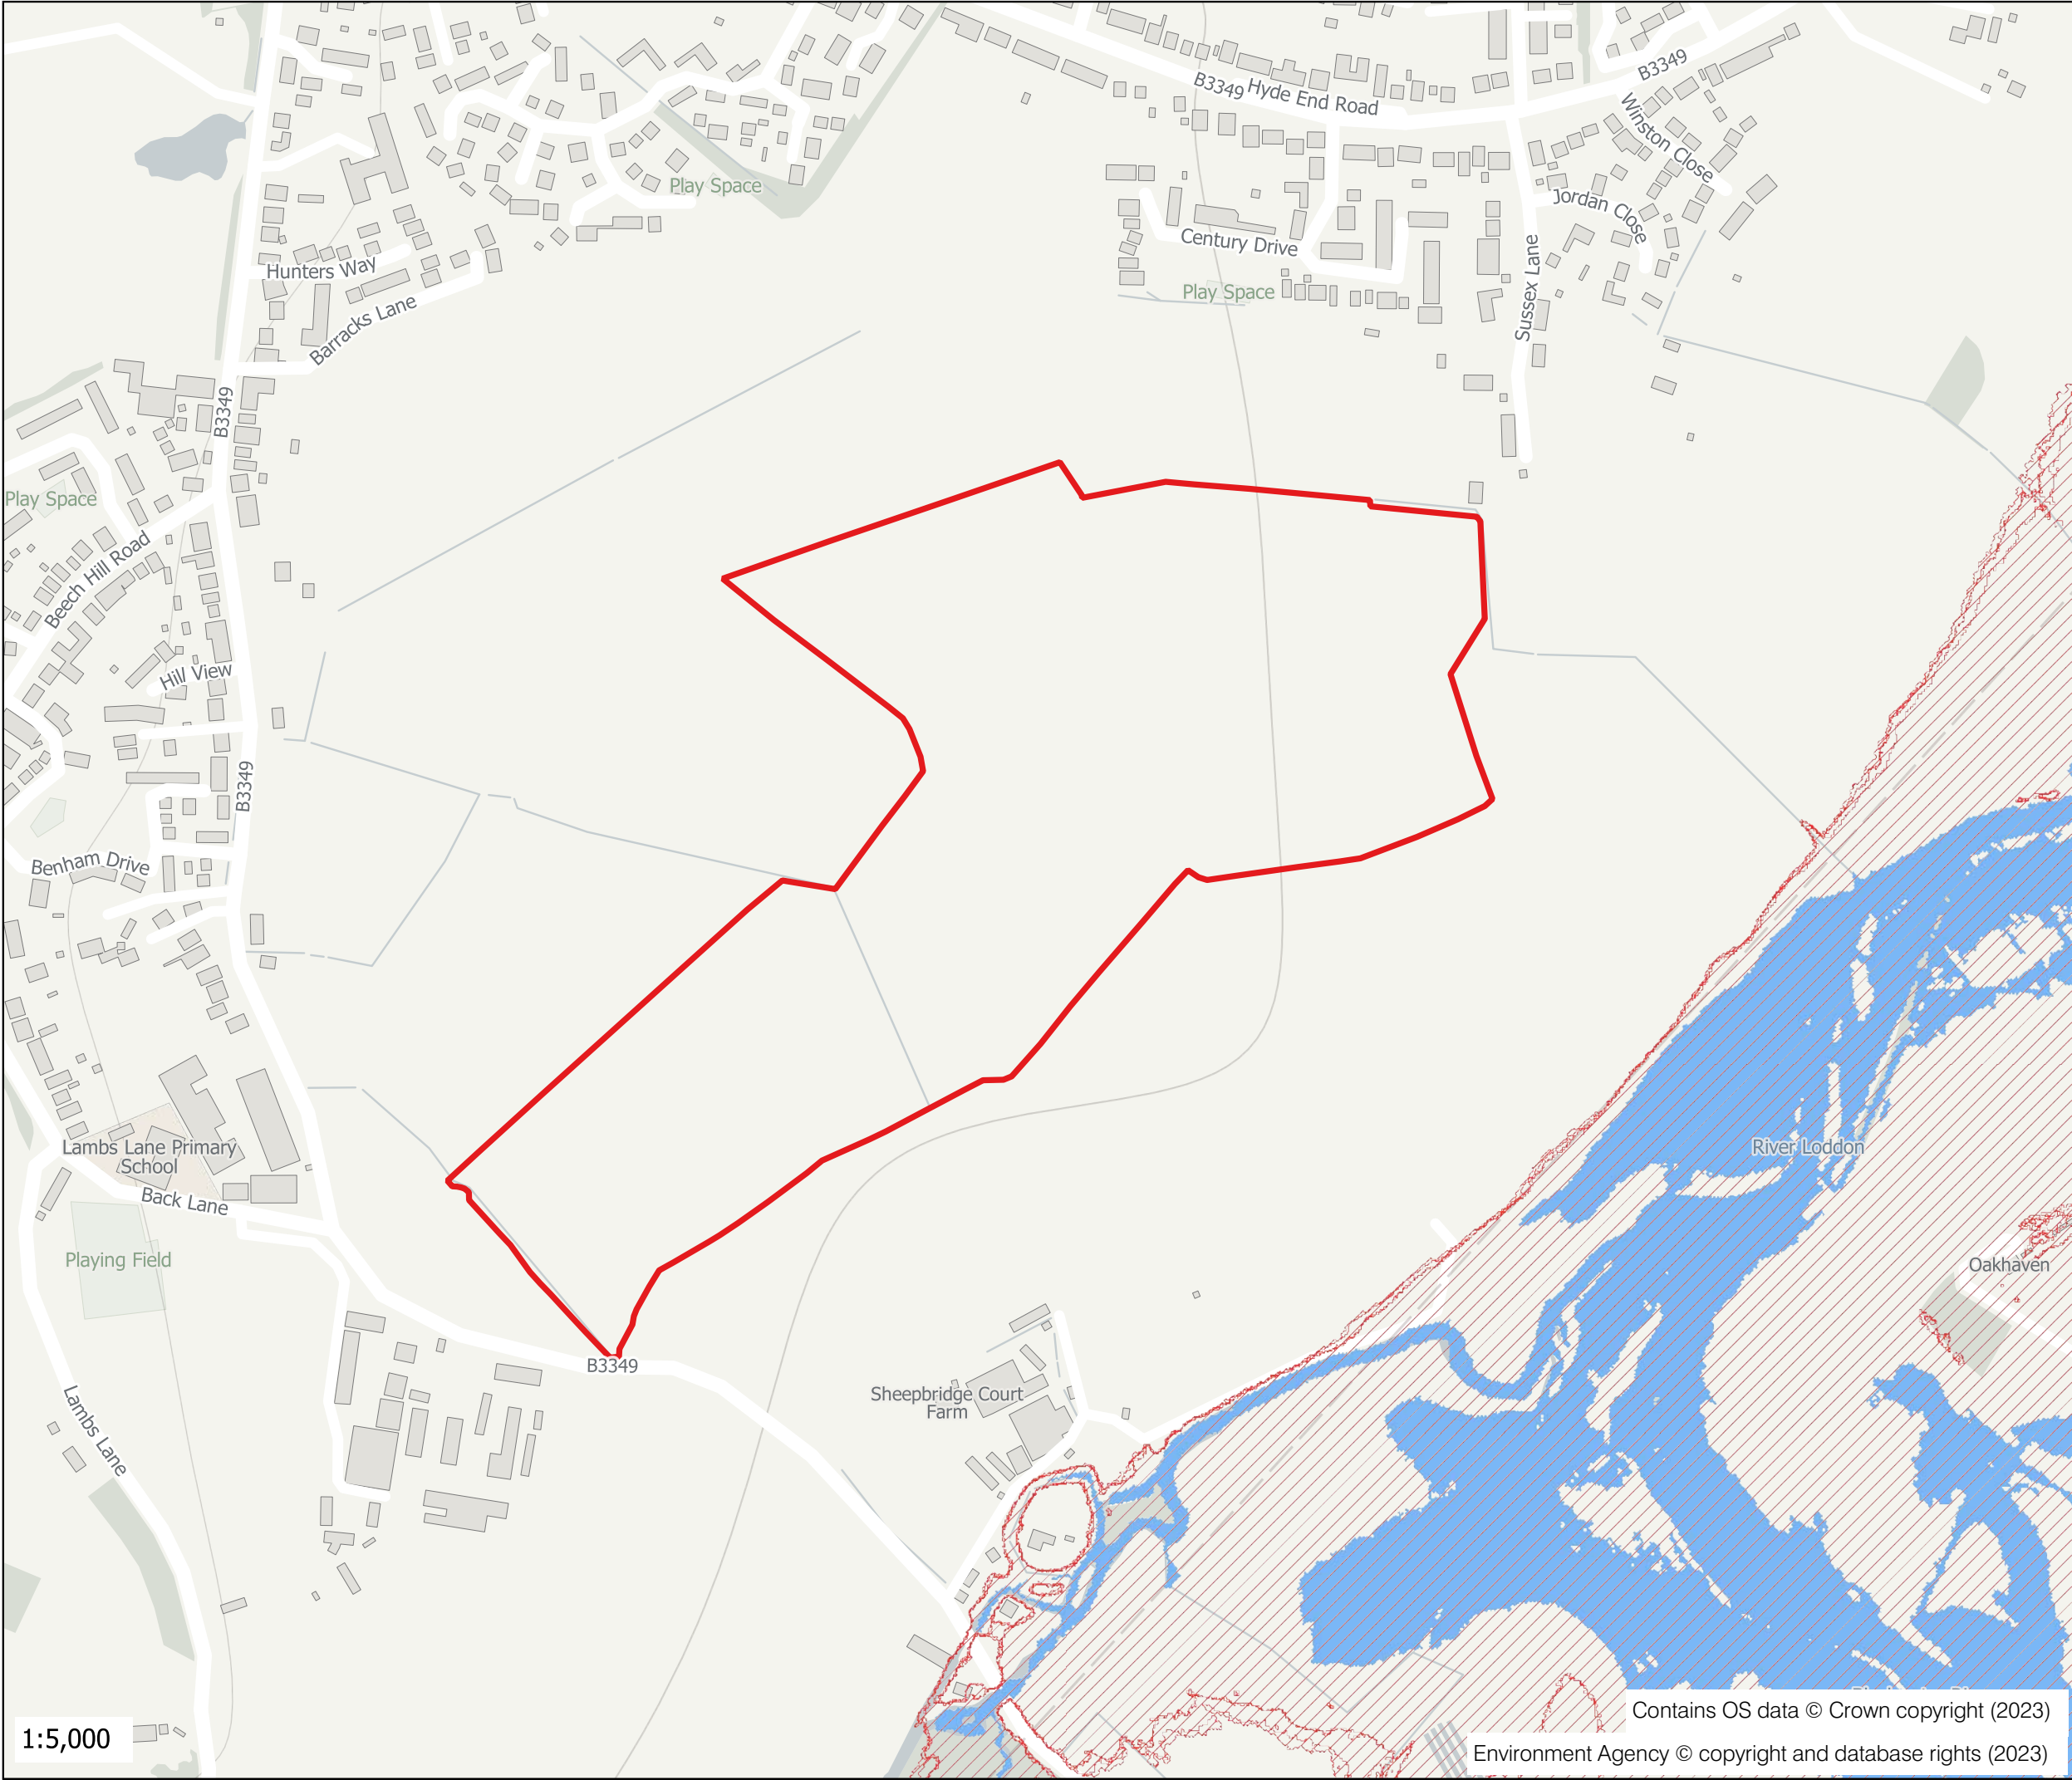 B3349
B3349
Hyde End Road
Winston Close
Play Space
Jordan Close
Century Drive
Hunters Way
Play Space
Sussex Lane
Barracks Lane
B3349
Play Space
Beech Hill Road
Hill View
B3349
Benham Drive
Lambs Lane Primary
School
River Loddon
Back Lane
Playing Field
Oakhaven
B3349
Sheepbridge Court
Farm
Lambs Lane
Contains OS data © Crown copyright (2023)
1:5,000
Environment Agency © copyright and database rights (2023)